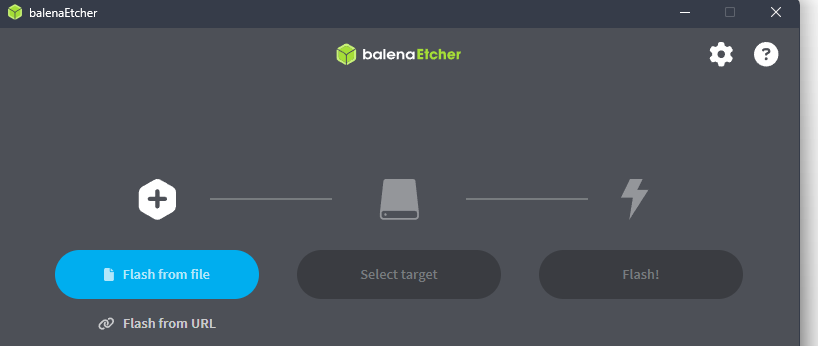 balenaEtcher
balenaEtcher
?
Flash from file
Select target
Flash!
Flash from URL